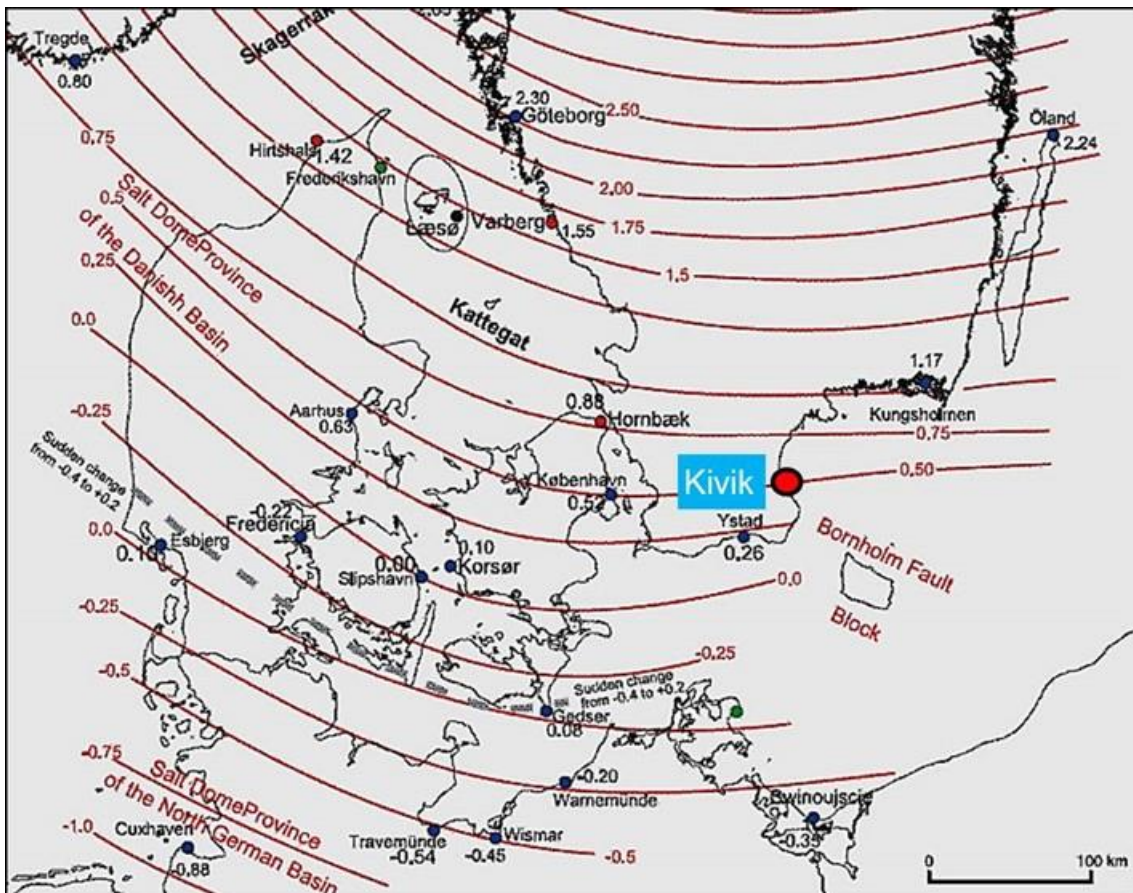 2.05
Skagerrak
Tregde
0.80
2.50
2.30
Göteborg
Öland
2.24
0.75
Hirtshals
1.42
Frederikshavn
2.00
Salt DomeProvince
of the Danishh Basin
0.5
Læsø
Varberg
1.55
1.75
0.25
1.5
0.0
Kattegat
1.17
Kungsholmen
-0.25
Aarhus
0.63
0.88
Hornbæk
0.75
Sudden change
from -0.4 to +0.2
København
0.52
Kivik
0.50
-0.22
Fredericia
Ystad
0.26
0.0
Esbjerg
0.10
0.00
Slipshavn
0.10
Korsør
Bornholm Fault
Block
0.0
-0.25
-0.25
Sudden change
from -0.4 to +0.2
-0.5
Gedser
0.08
-0.75
-0.75
-0.20
Warnemünde
Swinoujscie
-0.35
Salt DomeProvince
of the North German Basin
-1.0
Cuxhaven
-0.88
Travemünde
-0.54
Wismar
-0.45
-0.5
0
100 km